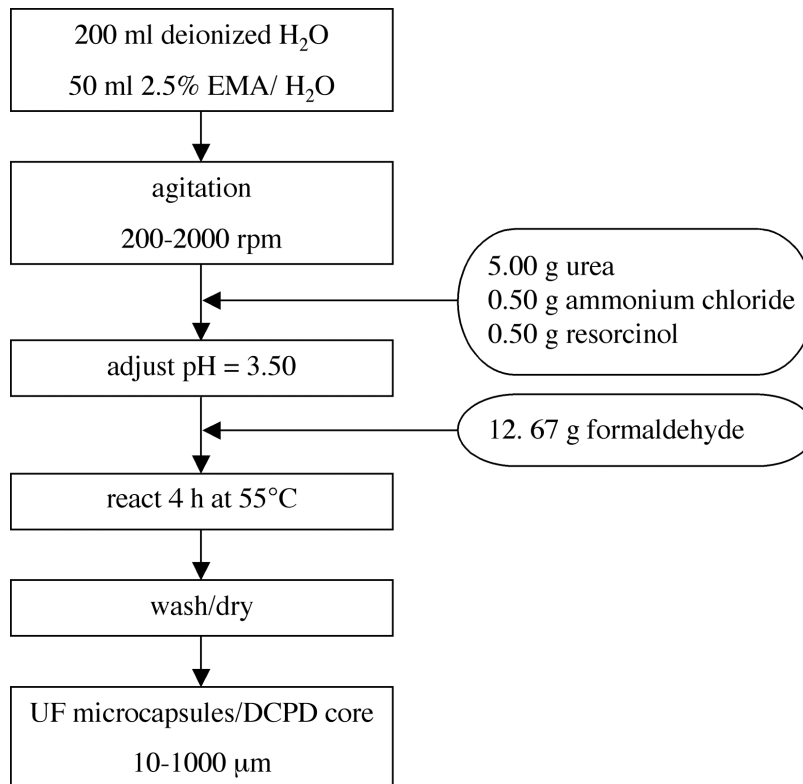 200 ml deionized H₂O
50 ml 2.5% EMA/ H₂O
agitation
200-2000 rpm
5.00 g urea
0.50 g ammonium chloride
0.50 g resorcinol
adjust pH = 3.50
12. 67 g formaldehyde
react 4 h at 55°C
wash/dry
UF microcapsules/DCPD core
10-1000 μm